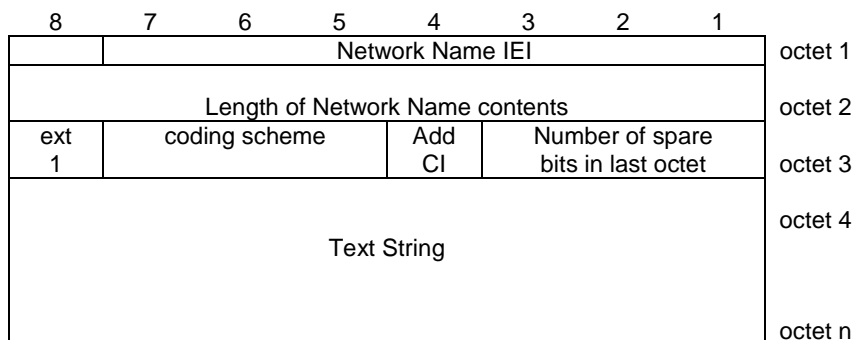 8 7 6 5 4 3 2 1
Network Name IEI octet 1
Length of Network Name contents octet 2
ext coding scheme Add Number of spare
1 CI bits in last octet octet 3
octet 4
Text String
octet n